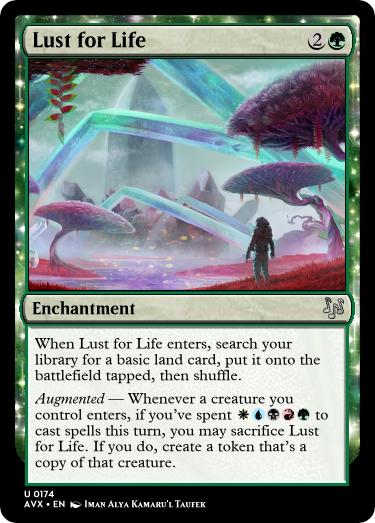 Lust for Life 2
Enchantment
When Lust for Life enters, search your
library for a basic land card, put it onto the
battlefield tapped, then shuffle.
Augmented — Whenever a creature you
control enters, if you've spent to
cast spells this turn, you may sacrifice Lust
for Life. If you do, create a token that's a
copy of that creature.
U 0174
AVX • EN Iman Alya Kamaru'l Taufek